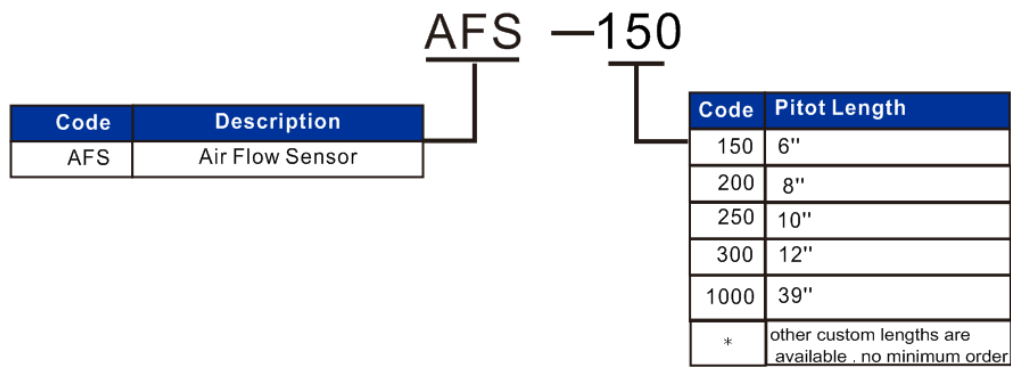 AFS —150
Code Description
AFS Air Flow Sensor
Code Pitot Length
150 6''
200 8''
250 10''
300 12''
1000 39''
* other custom lengths are
available . no minimum order